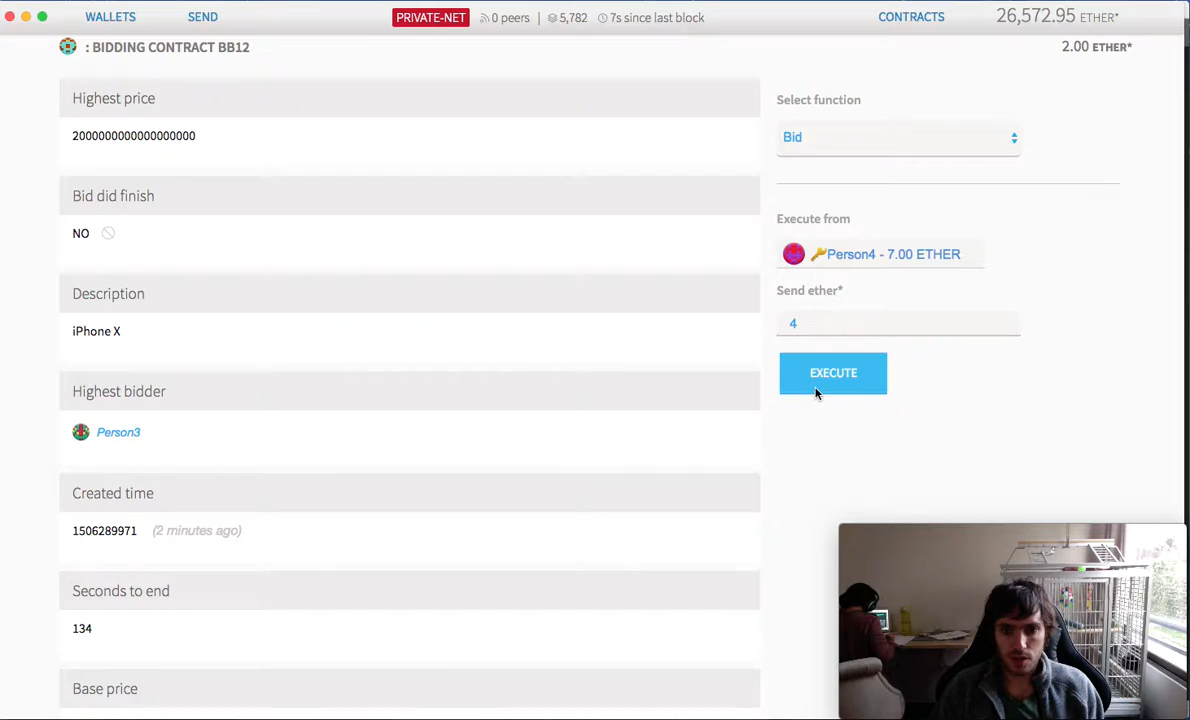 WALLETS SEND PRIVATE-NET 0 peers | 5,782 7s since last block CONTRACTS 26,572.95 ETHER*
: BIDDING CONTRACT BB12 2.00 ETHER*
Highest price
2000000000000000000
Bid did finish
NO
Description
iPhone X
Highest bidder
Person3
Created time
1506289971 (2 minutes ago)
Seconds to end
134
Base price
Select function
Bid
Execute from
Person4 - 7.00 ETHER
Send ether*
4
EXECUTE